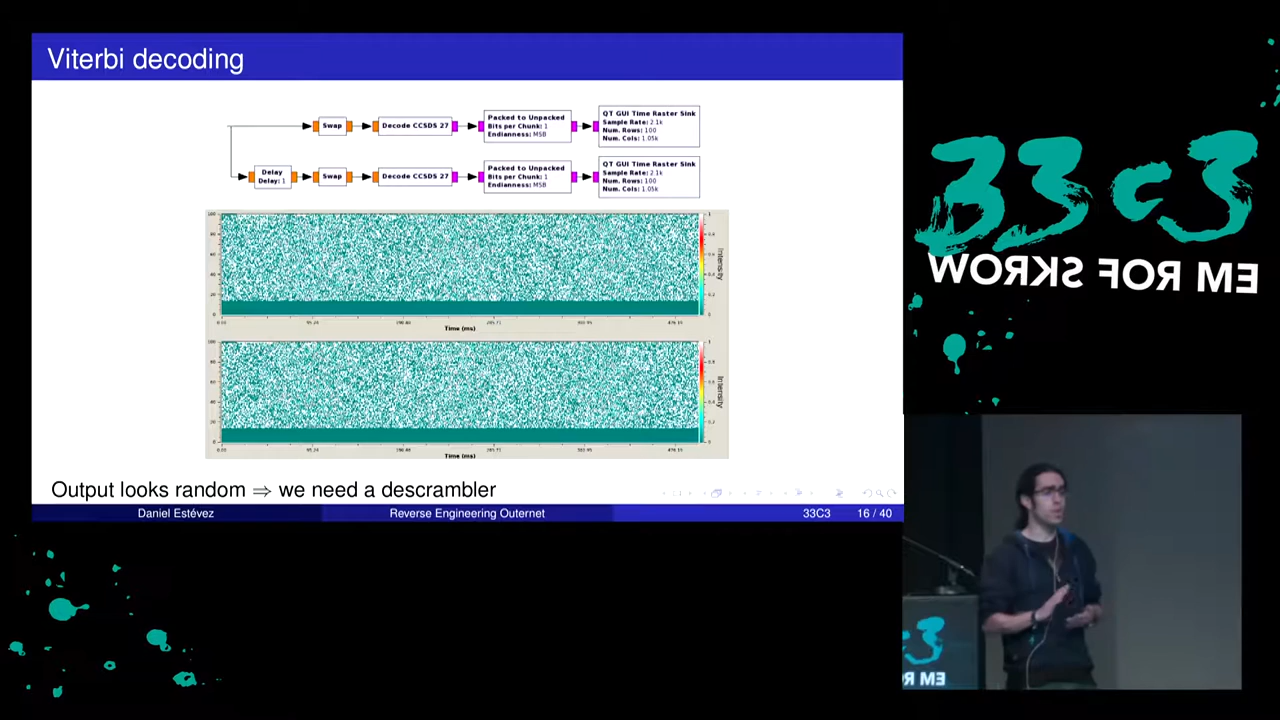 Viterbi decoding
Swap
Decode CCSDS 27
Packed to Unpacked
Bits per Chunk: 1
Endianness: MSB
QT GUI Time Raster Sink
Sample Rate: 2.1k
Num. Rows: 100
Num. Cols: 1.05k
Delay
Delay: 1
Swap
Decode CCSDS 27
Packed to Unpacked
Bits per Chunk: 1
Endianness: MSB
QT GUI Time Raster Sink
Sample Rate: 2.1k
Num. Rows: 100
Num. Cols: 1.05k
Intensity
Time (ms)
Intensity
Time (ms)
Output looks random ⇒ we need a descrambler
Daniel Estévez
Reverse Engineering Outernet
33C3
16 / 40
33c3
WORKS FOR ME